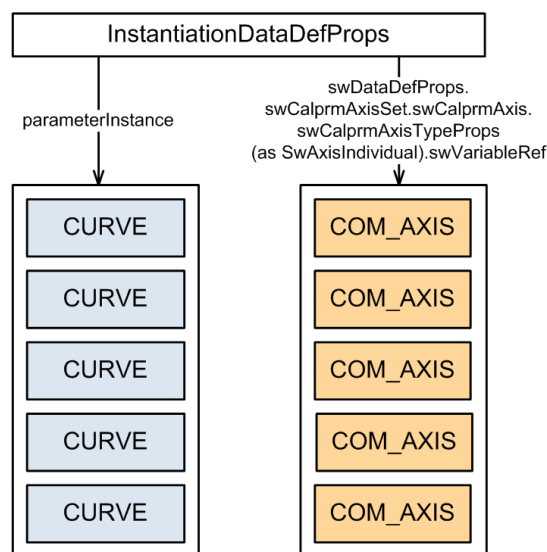 InstantiationDataDefProps
parameterInstance
swDataDefProps.
swCalprmAxisSet.swCalprmAxis.
swCalprmAxisTypeProps
(as SwAxisIndividual).swVariableRef
CURVE
CURVE
CURVE
CURVE
CURVE
COM_AXIS
COM_AXIS
COM_AXIS
COM_AXIS
COM_AXIS